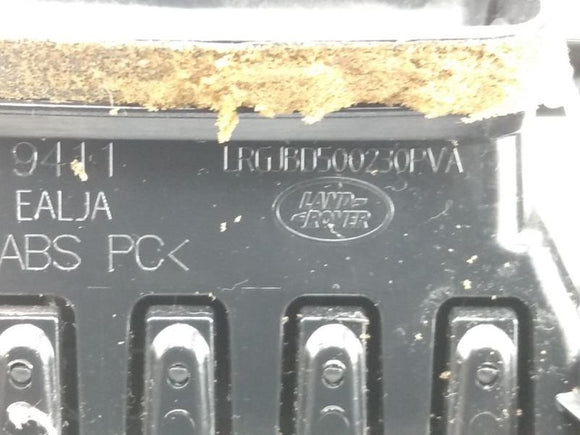 9411
LRGJBD500230PVA
EALJA
LAND-
ROVER
ABS PC<